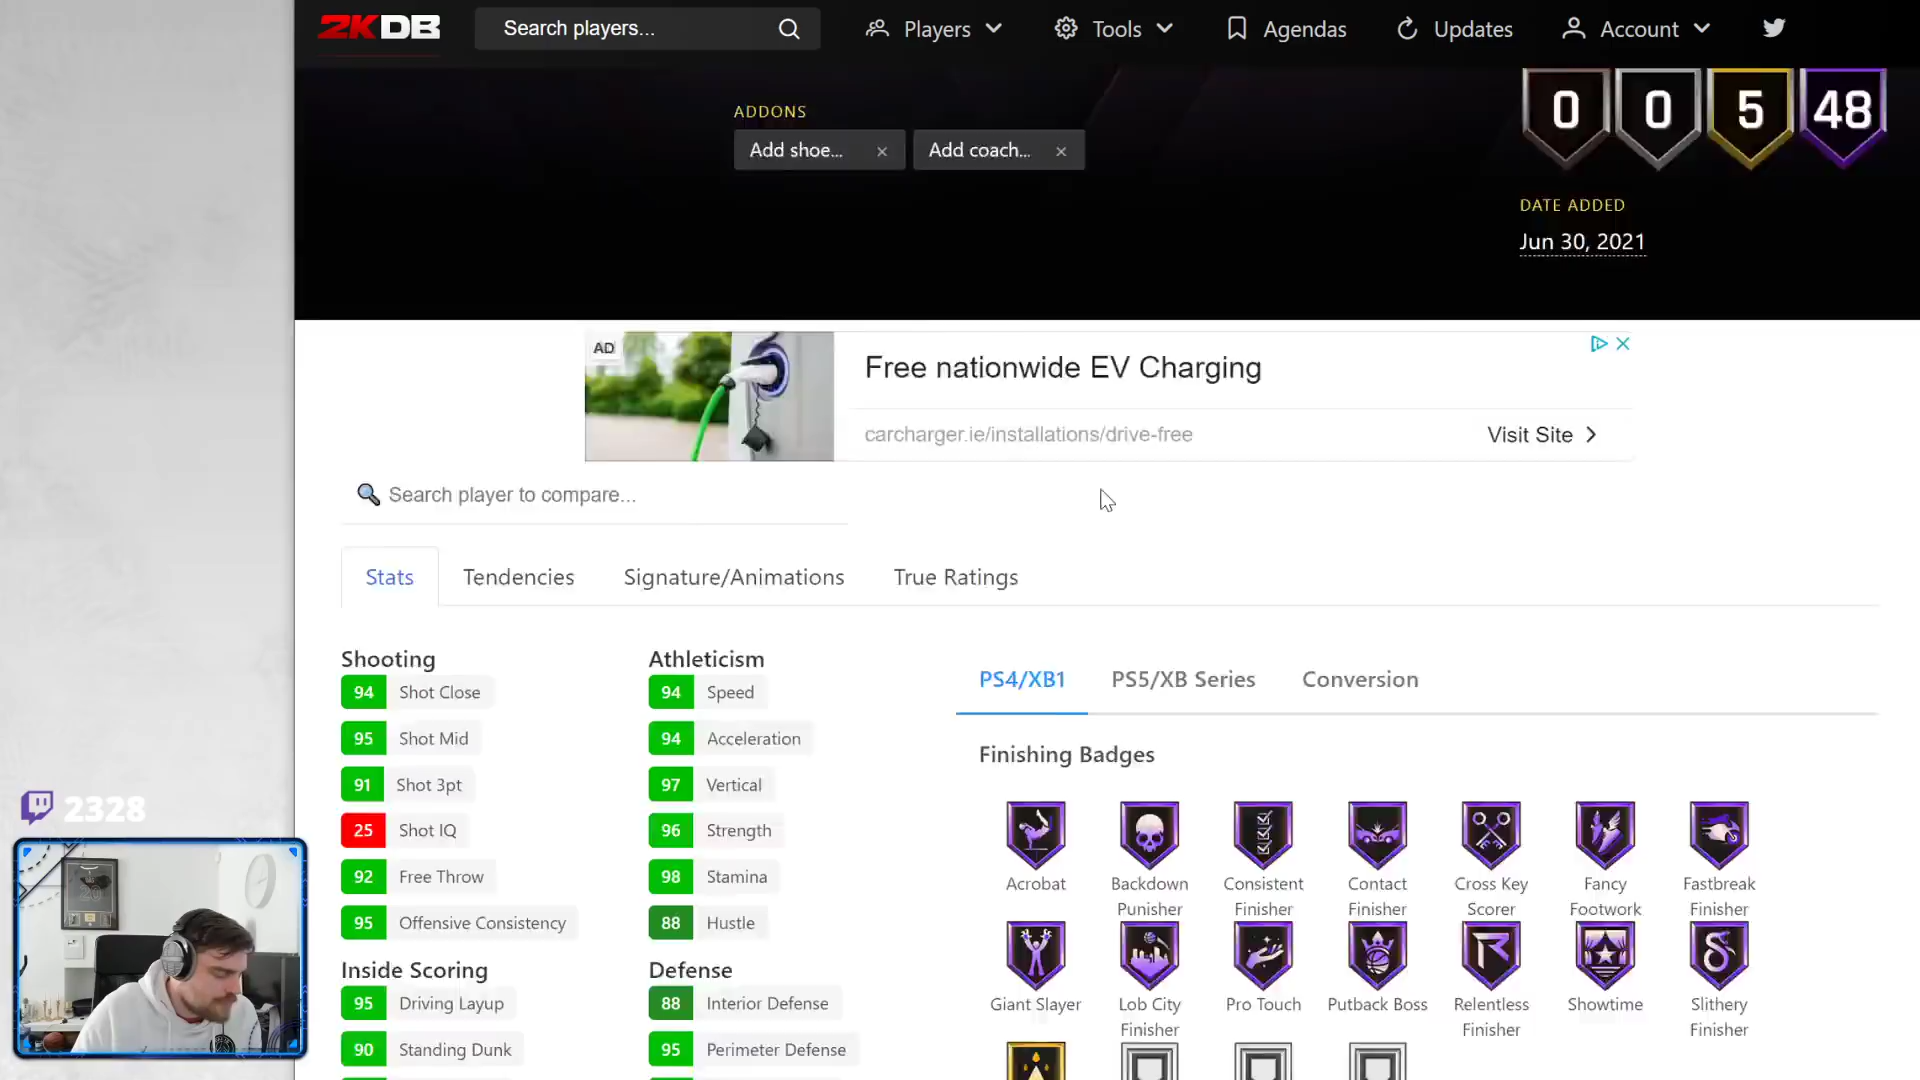 2KDB
Search players...
Players
Tools
Agendas
Updates
Account
ADDONS
Add shoe... ×
Add coach... ×
0 0 5 48
DATE ADDED
Jun 30, 2021
AD
Free nationwide EV Charging
carcharger.ie/installations/drive-free
Visit Site
Search player to compare...
Stats Tendencies Signature/Animations True Ratings
Shooting
94 Shot Close
95 Shot Mid
91 Shot 3pt
25 Shot IQ
92 Free Throw
95 Offensive Consistency
Inside Scoring
95 Driving Layup
90 Standing Dunk
Athleticism
94 Speed
94 Acceleration
97 Vertical
96 Strength
98 Stamina
88 Hustle
Defense
88 Interior Defense
95 Perimeter Defense
PS4/XB1 PS5/XB Series Conversion
Finishing Badges
Acrobat
Backdown Punisher
Consistent Finisher
Contact Finisher
Cross Key Scorer
Fancy Footwork
Fastbreak Finisher
Giant Slayer
Lob City Finisher
Pro Touch
Putback Boss
Relentless Finisher
Showtime
Slithery Finisher
2328